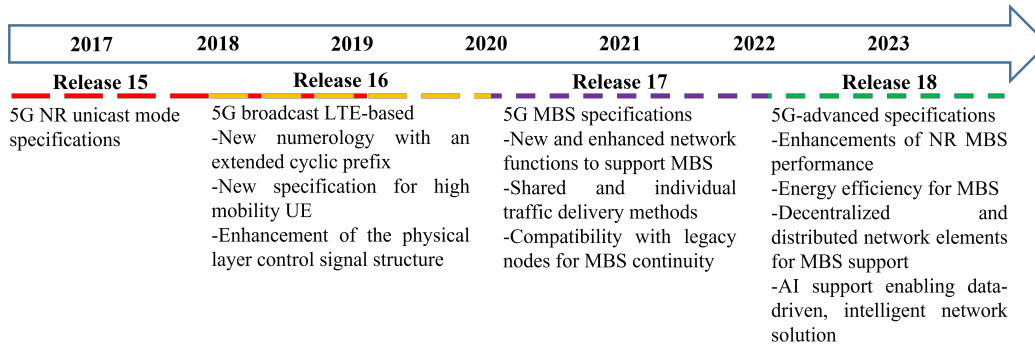 2017 2018 2019 2020 2021 2022 2023
Release 15
5G NR unicast mode
specifications
Release 16
5G broadcast LTE-based
-New numerology with an
extended cyclic prefix
-New specification for high
mobility UE
-Enhancement of the physical
layer control signal structure
Release 17
5G MBS specifications
-New and enhanced network
functions to support MBS
-Shared and individual
traffic delivery methods
-Compatibility with legacy
nodes for MBS continuity
Release 18
5G-advanced specifications
-Enhancements of NR MBS
performance
-Energy efficiency for MBS
-Decentralized and
distributed network elements
for MBS support
-AI support enabling data-
driven, intelligent network
solution